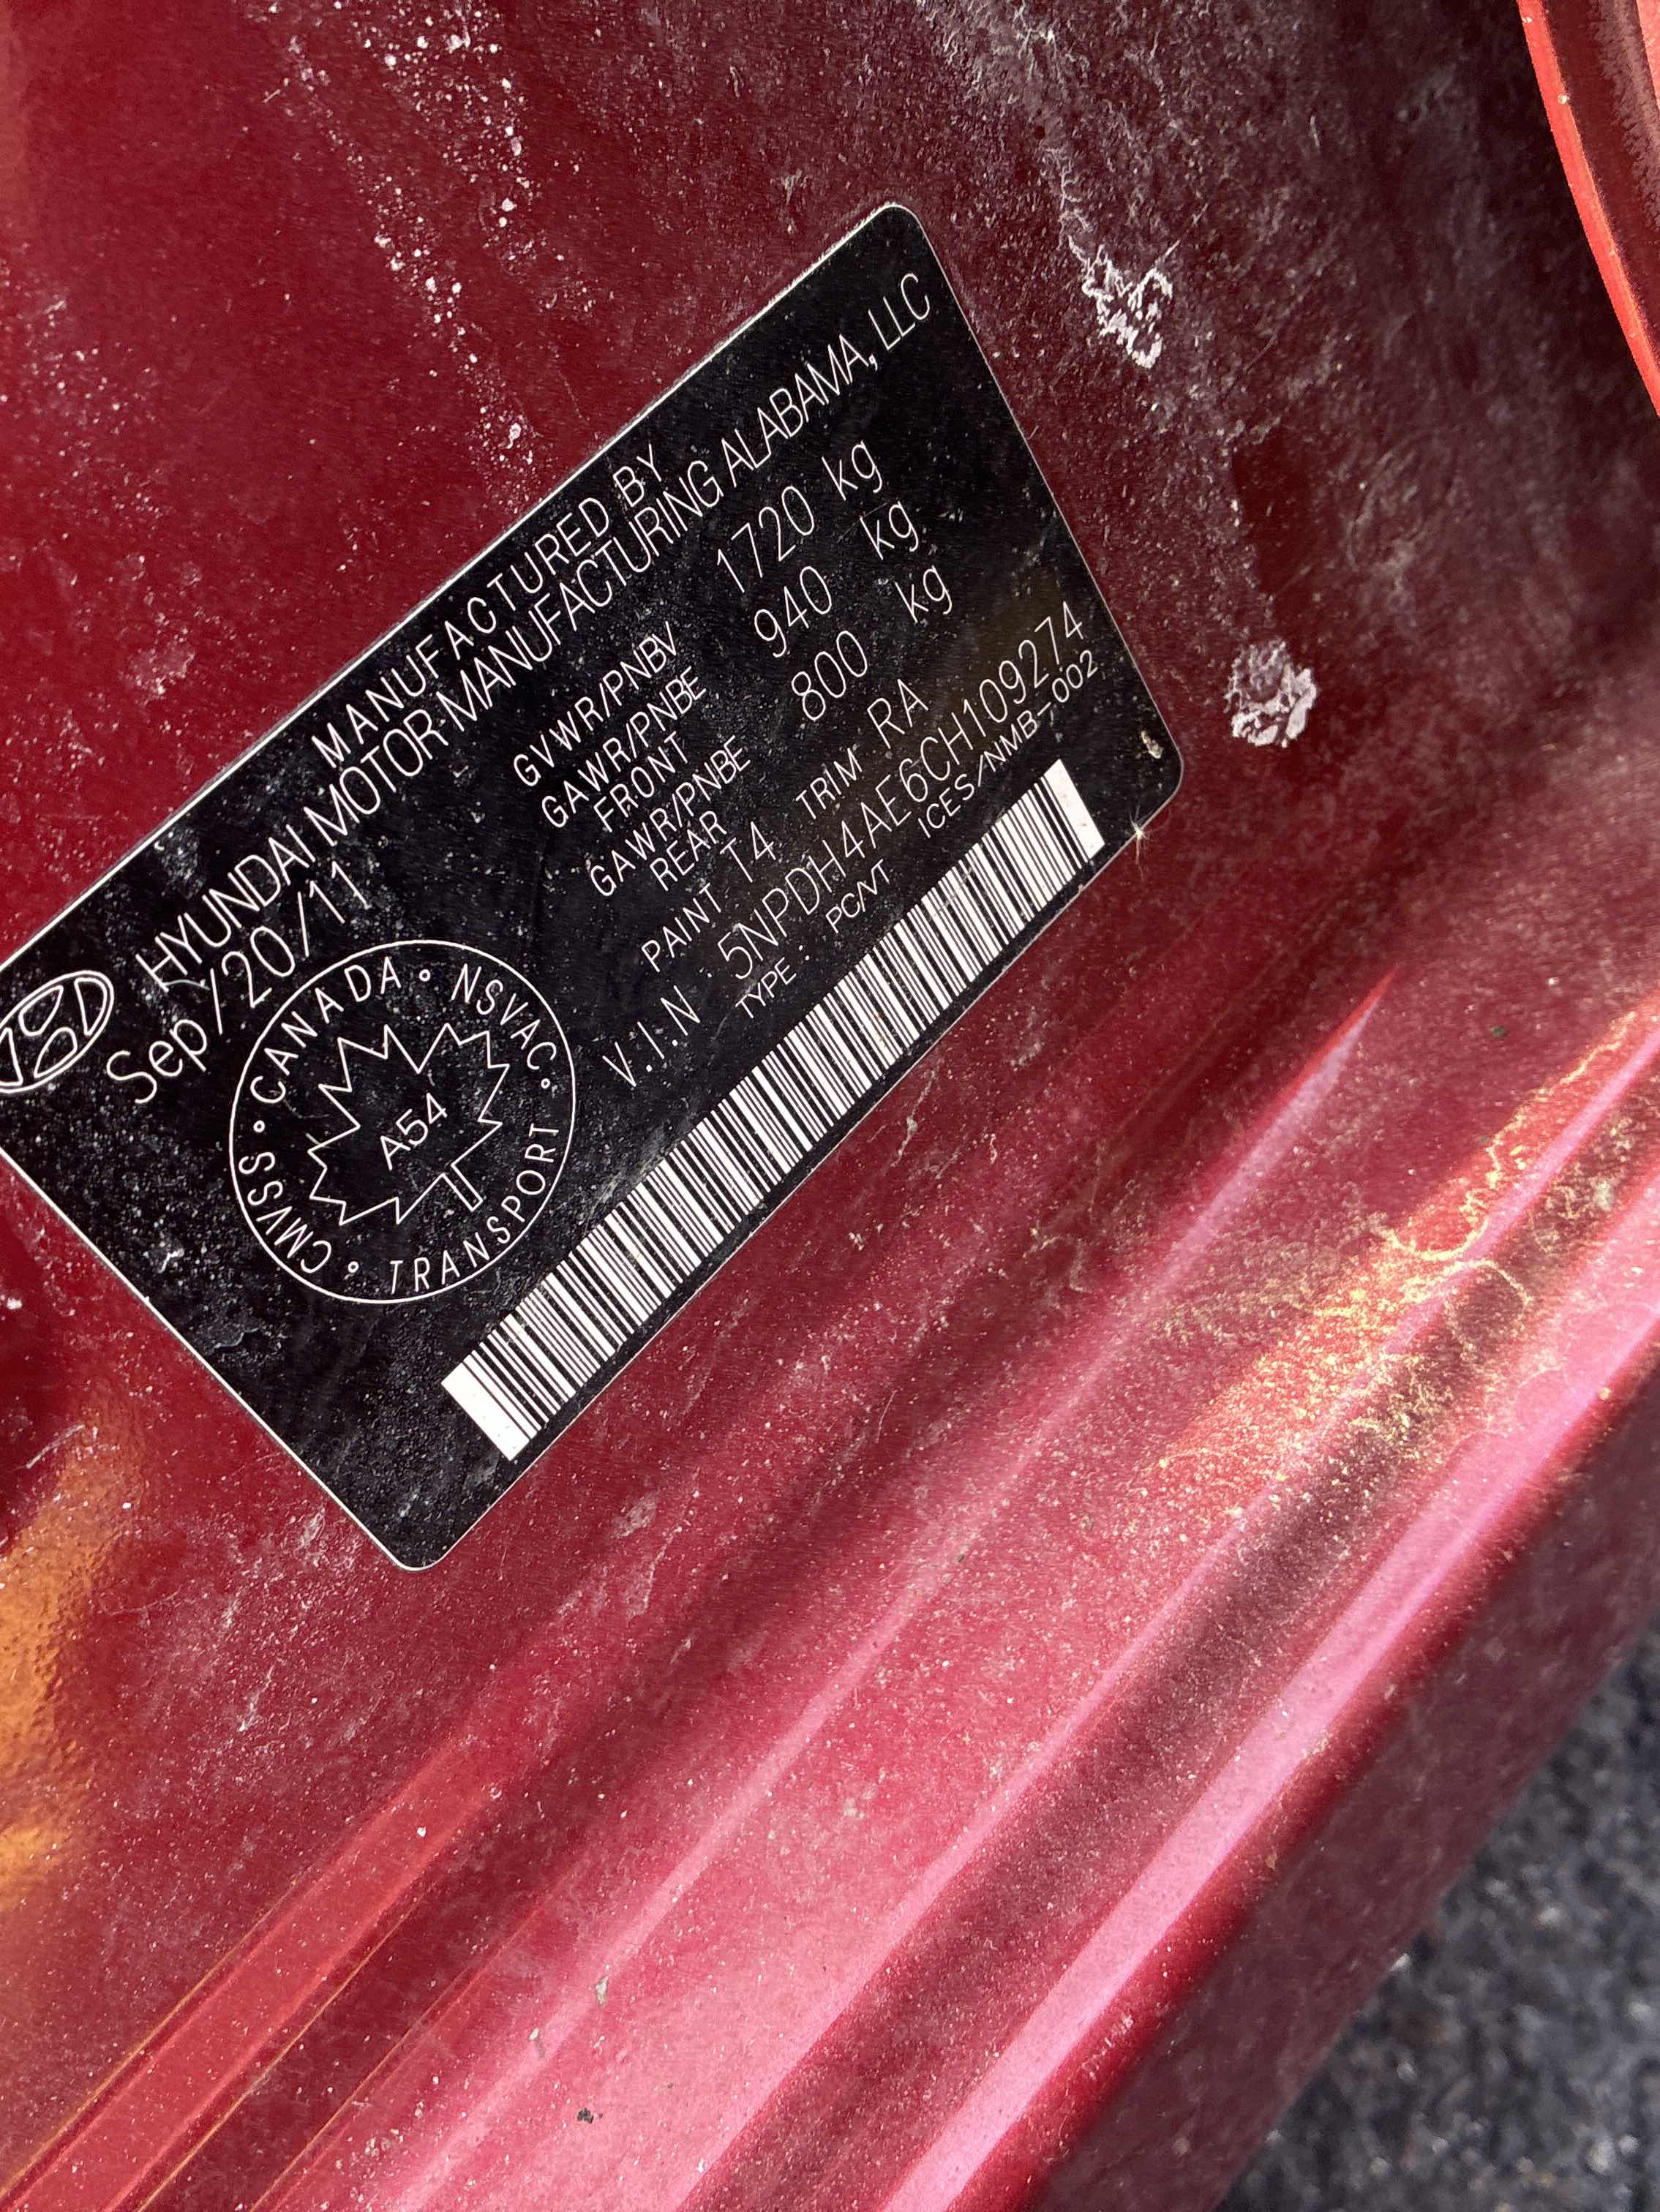 MANUFACTURED BY
HYUNDAI MOTOR MANUFACTURING ALABAMA, LLC
Sep/20/11
GVWR/PNBV 1720 kg
GAWR/PNBE FRONT 940 kg
GAWR/PNBE REAR 800 kg
PAINT T4 TRIM RA
V.I.N 5NPDH4AE6CH109274
TYPE : PC/VT ICES/NMB-002
CANADA · NSVAC · TRANSPORT · CMVSS ·
A54